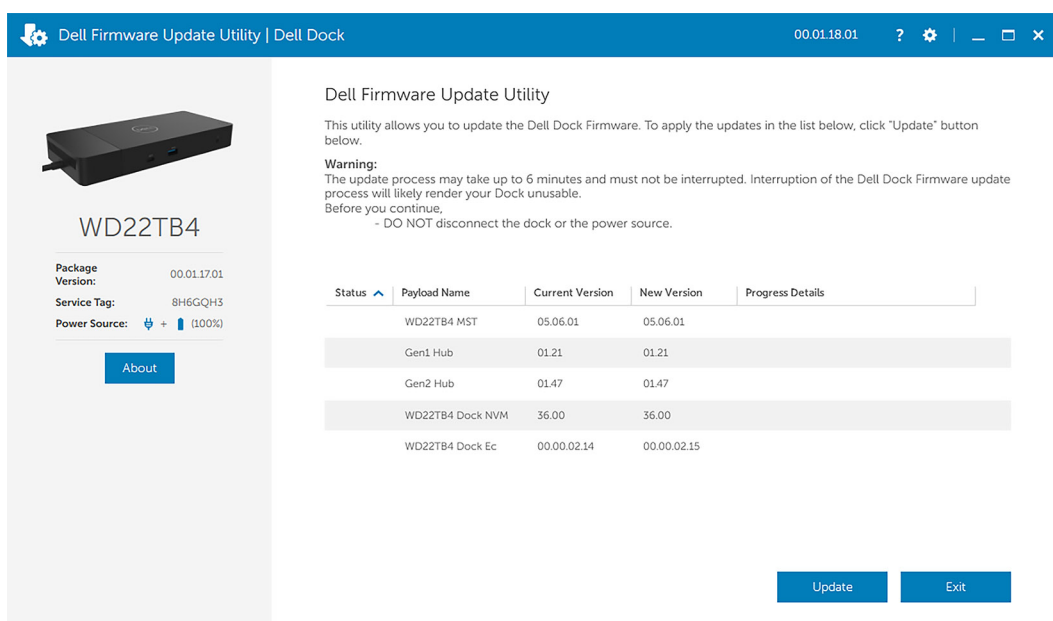 Dell Firmware Update Utility | Dell Dock
00.01.18.01
?
Dell Firmware Update Utility
This utility allows you to update the Dell Dock Firmware. To apply the updates in the list below, click "Update" button
below.
Warning:
The update process may take up to 6 minutes and must not be interrupted. Interruption of the Dell Dock Firmware update
process will likely render your Dock unusable.
Before you continue,
- DO NOT disconnect the dock or the power source.
WD22TB4
Package
Version:
00.01.17.01
Service Tag: 8H6GQH3
Power Source: + (100%)
About
Status Payload Name Current Version New Version Progress Details
WD22TB4 MST 05.06.01 05.06.01
Gen1 Hub 01.21 01.21
Gen2 Hub 01.47 01.47
WD22TB4 Dock NVM 36.00 36.00
WD22TB4 Dock Ec 00.00.02.14 00.00.02.15
Update Exit